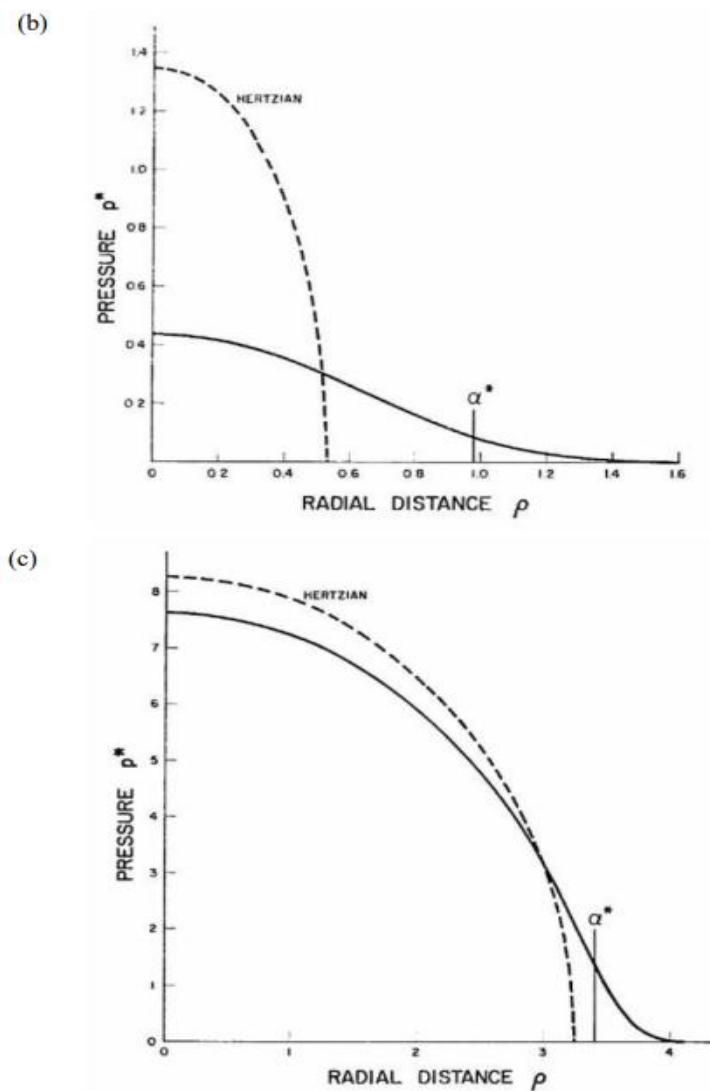 (b)
1.4
HERTZIAN
1.2
1.0
0.8
0.6
0.4
0.2
PRESSURE p*
α*
0 0.2 0.4 0.6 0.8 1.0 1.2 1.4 1.6
RADIAL DISTANCE ρ
(c)
8
HERTZIAN
7
6
5
4
3
2
1
0
PRESSURE p*
α*
0 1 2 3 4
RADIAL DISTANCE ρ